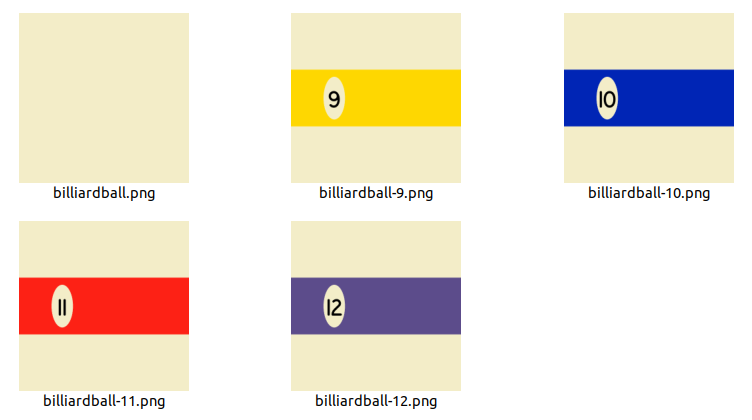 9
10
billiardball.png
billiardball-9.png
billiardball-10.png
11
12
billiardball-11.png
billiardball-12.png